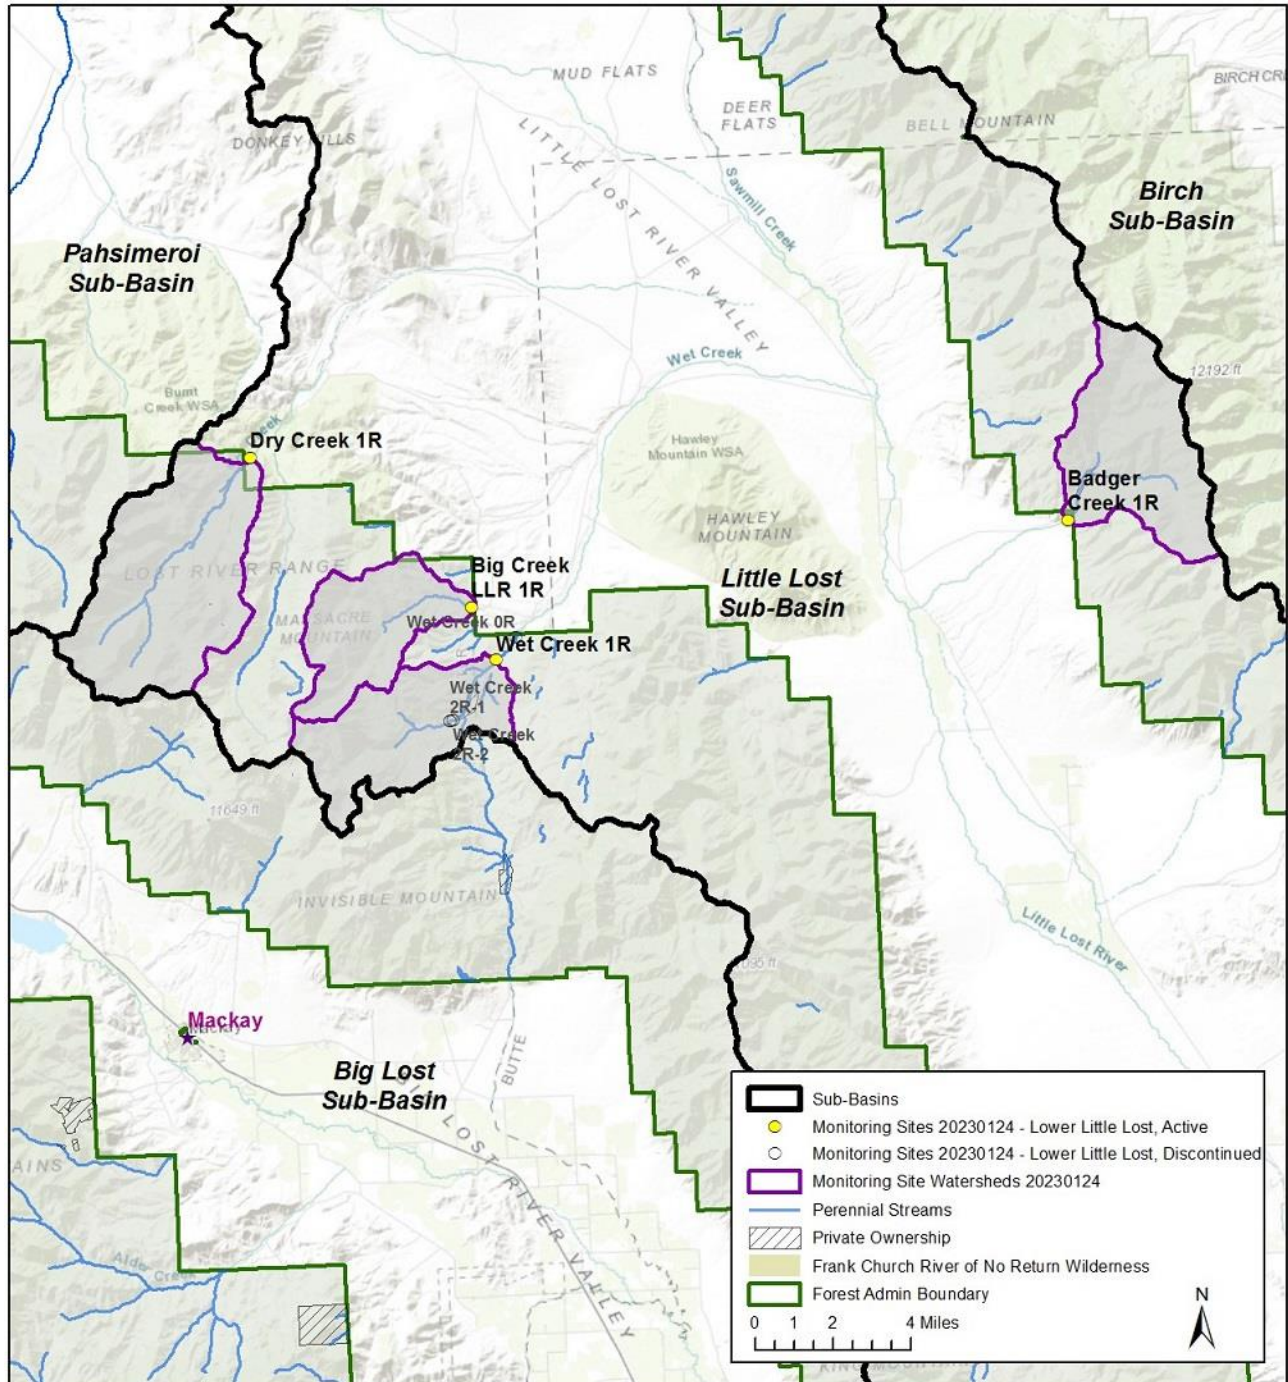 MUD FLATS
BIRCH CR
DEER
FLATS
BELL MOUNTAIN
DONKEY HILLS
LITTLE LOST RIVER VALLEY
Sawmill Creek
Birch
Sub-Basin
Pahsimeroi
Sub-Basin
Wet Creek
12192 ft
Burnt
Creek WSA
Creek
Dry Creek 1R
Hawley
Mountain WSA
Badger
Creek 1R
HAWLEY
MOUNTAIN
LOST RIVER RANGE
Big Creek
LLR 1R
Little Lost
Sub-Basin
MASSACRE
MOUNTAIN
Wet Creek 0R
Wet Creek 1R
Wet Creek
2R-1
Wet Creek
2R-2
11649 ft
INVISIBLE MOUNTAIN
Little Lost River
095 ft
Mackay
Mackay
BUTTE
Big Lost
Sub-Basin
BIG LOST RIVER VALLEY
AINS
Alder Creek
Sub-Basins
Monitoring Sites 20230124 - Lower Little Lost, Active
Monitoring Sites 20230124 - Lower Little Lost, Discontinued
Monitoring Site Watersheds 20230124
Perennial Streams
Private Ownership
Frank Church River of No Return Wilderness
Forest Admin Boundary
0 1 2 4 Miles
N